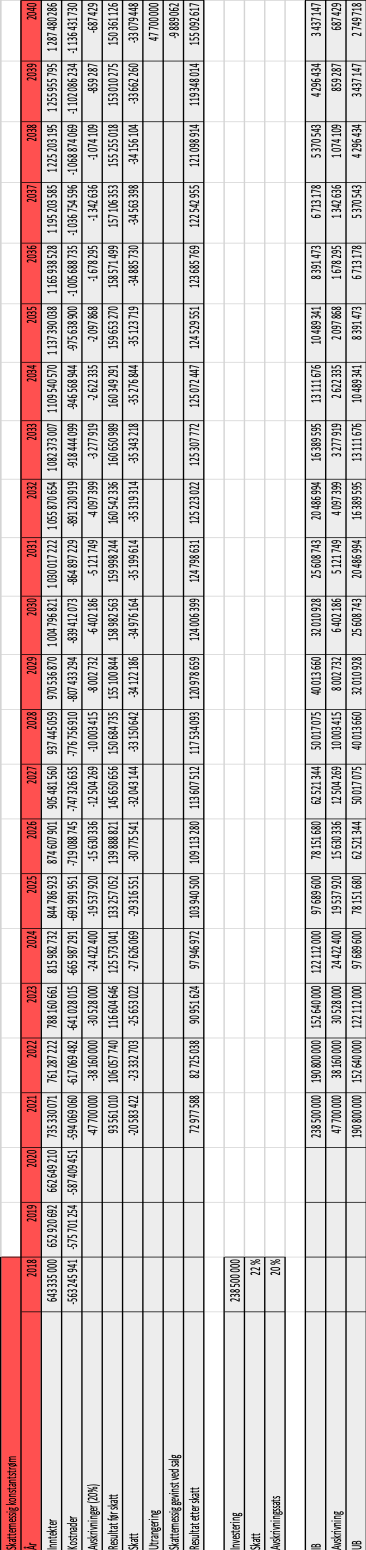 Skattemessig konstantstrøm
År 2018 2019 2020 2021 2022 2023 2024 2025 2026 2027 2028 2029 2030 2031 2032 2033 2034 2035 2036 2037 2038 2039 2040
Inntekter 643 335 000 652 920 692 662 649 210 735 330 071 761 287 222 788 160 661 815 982 732 844 786 923 874 607 901 905 481 560 937 445 059 970 536 870 1 004 796 821 1 030 017 222 1 055 870 654 1 082 373 007 1 109 540 570 1 137 390 038 1 165 938 528 1 195 203 585 1 225 203 195 1 255 955 795 1 287 480 286
Kostnader -563 245 941 -575 701 254 -587 409 451 -594 069 060 -617 069 482 -641 028 015 -665 987 291 -691 991 951 -719 088 745 -747 326 635 -776 756 910 -807 433 294 -839 412 073 -864 897 229 -891 230 919 -918 444 099 -946 568 944 -975 638 900 -1 005 688 735 -1 036 754 596 -1 068 874 069 -1 102 086 234 -1 136 431 730
Avskrivninger (20%) -47 700 000 -38 160 000 -30 528 000 -24 422 400 -19 537 920 -15 630 336 -12 504 269 -10 003 415 -8 002 732 -6 402 186 -5 121 749 -4 097 399 -3 277 919 -2 622 335 -2 097 868 -1 678 295 -1 342 636 -1 074 109 -859 287 -687 429
Resultat før skatt 93 561 010 106 057 740 116 604 646 125 573 041 133 257 052 139 888 821 145 650 656 150 684 735 155 100 844 158 982 563 159 998 244 160 542 336 160 650 989 160 349 291 159 653 270 158 571 499 157 106 353 155 255 018 153 010 275 150 361 126
Skatt -20 583 422 -23 332 703 -25 653 022 -27 626 069 -29 316 551 -30 775 541 -32 043 144 -33 150 642 -34 122 186 -34 976 164 -35 199 614 -35 319 314 -35 343 218 -35 276 844 -35 123 719 -34 885 730 -34 563 398 -34 156 104 -33 662 260 -33 079 448
Utrangering 47 700 000
Skattemessig gevinst ved salg -9 889 062
Resultat etter skatt 72 977 588 82 725 038 90 951 624 97 946 972 103 940 500 109 113 280 113 607 512 117 534 093 120 978 659 124 006 399 124 798 631 125 223 022 125 307 772 125 072 447 124 529 551 123 685 769 122 542 955 121 098 914 119 348 014 155 092 617
Investering 238 500 000
Skatt 22 %
Avskrivningssats 20 %
IB 238 500 000 190 800 000 152 640 000 122 112 000 97 689 600 78 151 680 62 521 344 50 017 075 40 013 660 32 010 928 25 608 743 20 486 994 16 389 595 13 111 676 10 489 341 8 391 473 6 713 178 5 370 543 4 296 434 3 437 147
Avskrivning 47 700 000 38 160 000 30 528 000 24 422 400 19 537 920 15 630 336 12 504 269 10 003 415 8 002 732 6 402 186 5 121 749 4 097 399 3 277 919 2 622 335 2 097 868 1 678 295 1 342 636 1 074 109 859 287 687 429
UB 190 800 000 152 640 000 122 112 000 97 689 600 78 151 680 62 521 344 50 017 075 40 013 660 32 010 928 25 608 743 20 486 994 16 389 595 13 111 676 10 489 341 8 391 473 6 713 178 5 370 543 4 296 434 3 437 147 2 749 718